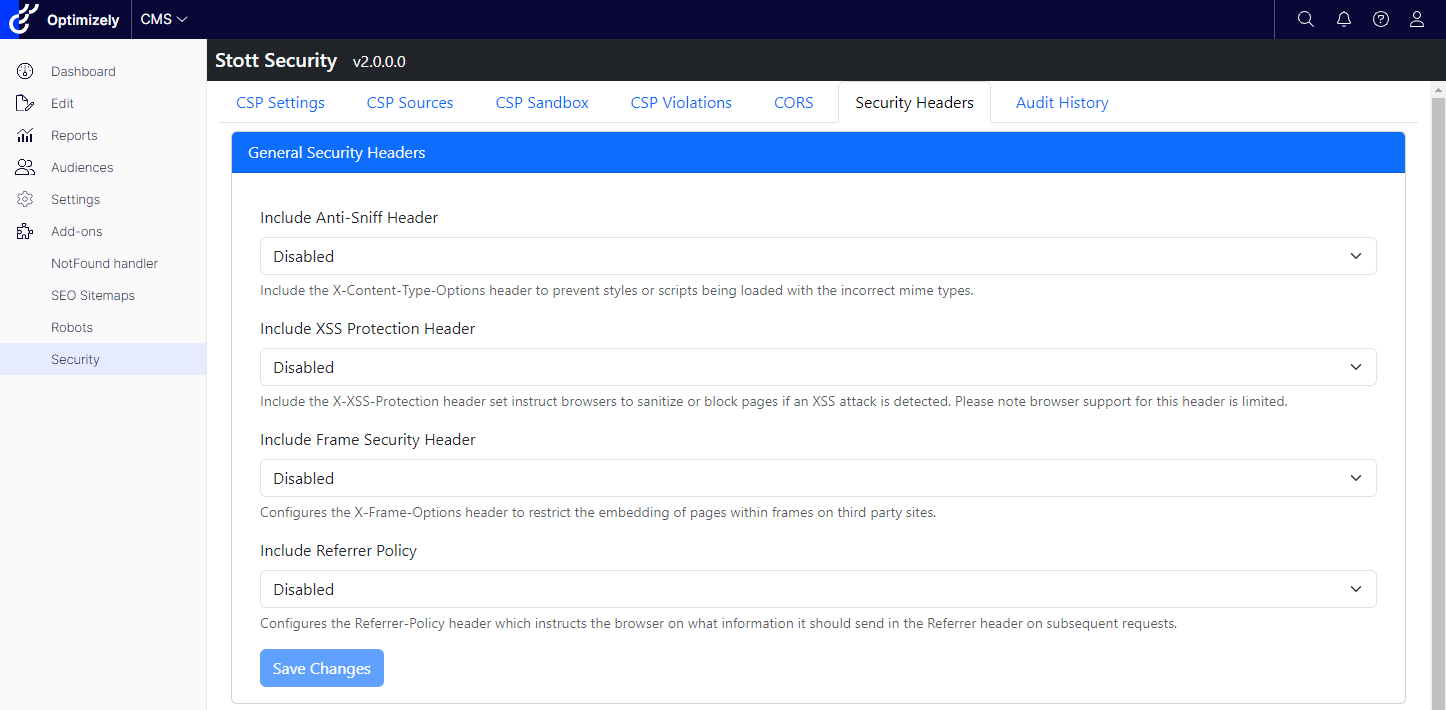 Optimizely
CMS
Dashboard
Edit
Reports
Audiences
Settings
Add-ons
NotFound handler
SEO Sitemaps
Robots
Security
Stott Security v2.0.0.0
CSP Settings CSP Sources CSP Sandbox CSP Violations CORS Security Headers Audit History
General Security Headers
Include Anti-Sniff Header
Disabled
Include the X-Content-Type-Options header to prevent styles or scripts being loaded with the incorrect mime types.
Include XSS Protection Header
Disabled
Include the X-XSS-Protection header set instruct browsers to sanitize or block pages if an XSS attack is detected. Please note browser support for this header is limited.
Include Frame Security Header
Disabled
Configures the X-Frame-Options header to restrict the embedding of pages within frames on third party sites.
Include Referrer Policy
Disabled
Configures the Referrer-Policy header which instructs the browser on what information it should send in the Referrer header on subsequent requests.
Save Changes